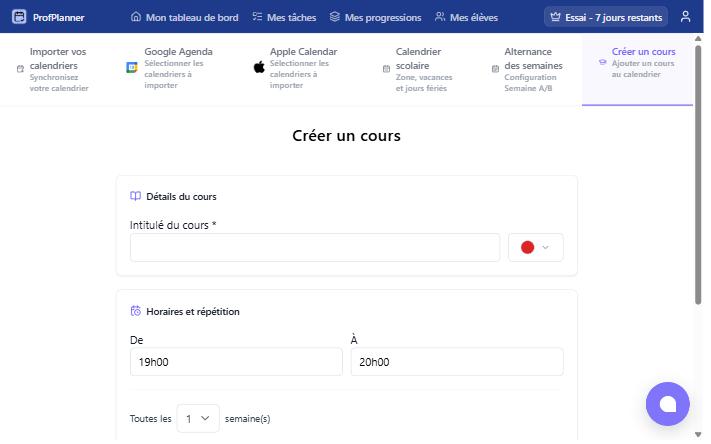 ProfPlanner
Mon tableau de bord
Mes tâches
Mes progressions
Mes élèves
Essai - 7 jours restants
Importer vos
calendriers
Synchronisez
votre calendrier
Google Agenda
Sélectionner les
calendriers à
importer
Apple Calendar
Sélectionner les
calendriers à
importer
Calendrier
scolaire
Zone, vacances
et jours fériés
Alternance
des semaines
Configuration
Semaine A/B
Créer un cours
Ajouter un cours
au calendrier
Créer un cours
Détails du cours
Intitulé du cours *
Horaires et répétition
De
À
19h00
20h00
Toutes les 1 semaine(s)